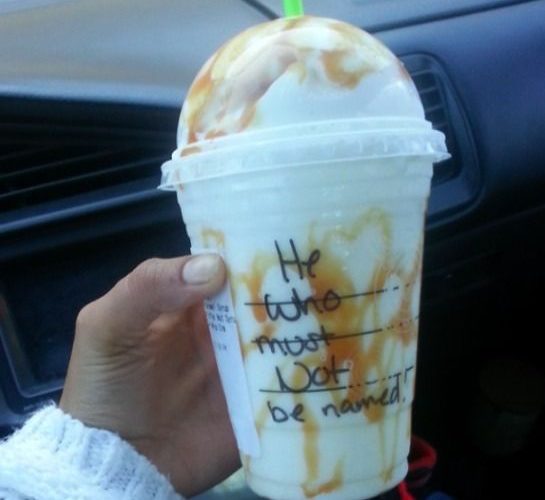 He
who
must
Not
be named!